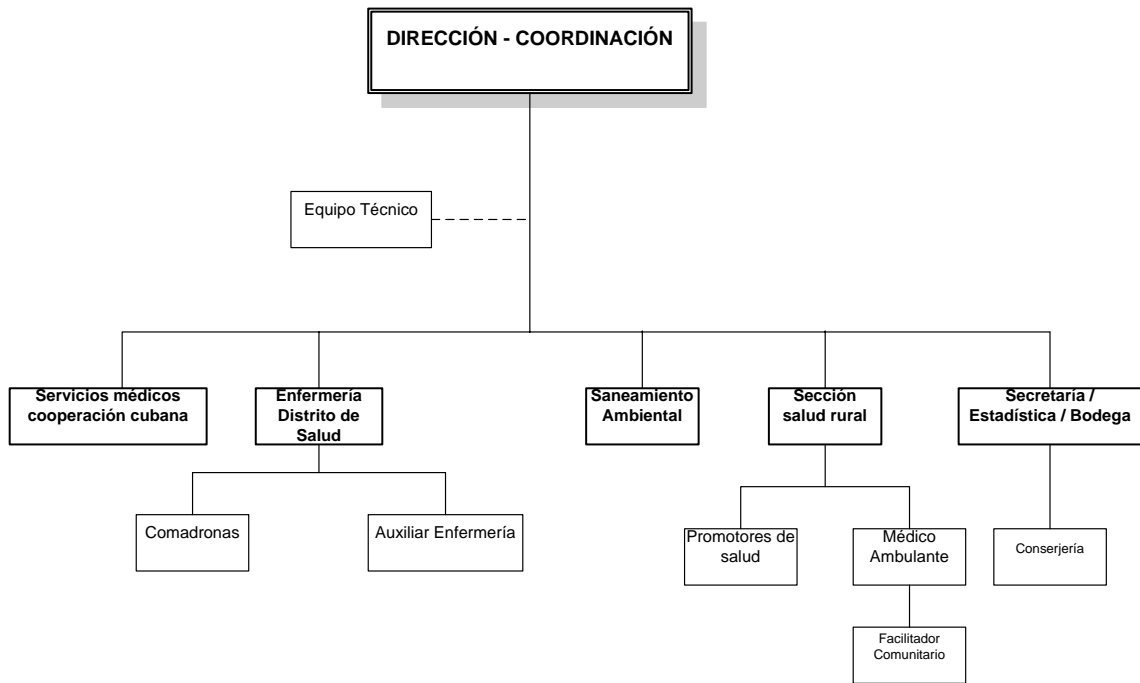 DIRECCIÓN - COORDINACIÓN
Equipo Técnico
Servicios médicos
cooperación cubana
Enfermería
Distrito de
Salud
Saneamiento
Ambiental
Sección
salud rural
Secretaría /
Estadística / Bodega
Comadronas
Auxiliar Enfermería
Promotores de
salud
Médico
Ambulante
Conserjería
Facilitador
Comunitario